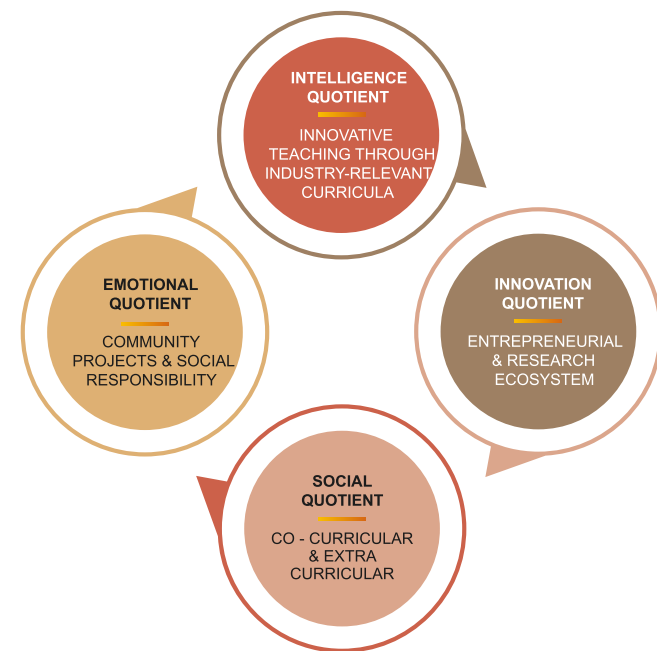 INTELLIGENCE
QUOTIENT
INNOVATIVE
TEACHING THROUGH
INDUSTRY-RELEVANT
CURRICULA
EMOTIONAL
QUOTIENT
COMMUNITY
PROJECTS & SOCIAL
RESPONSIBILITY
INNOVATION
QUOTIENT
ENTREPRENEURIAL
& RESEARCH
ECOSYSTEM
SOCIAL
QUOTIENT
CO - CURRICULAR
& EXTRA
CURRICULAR